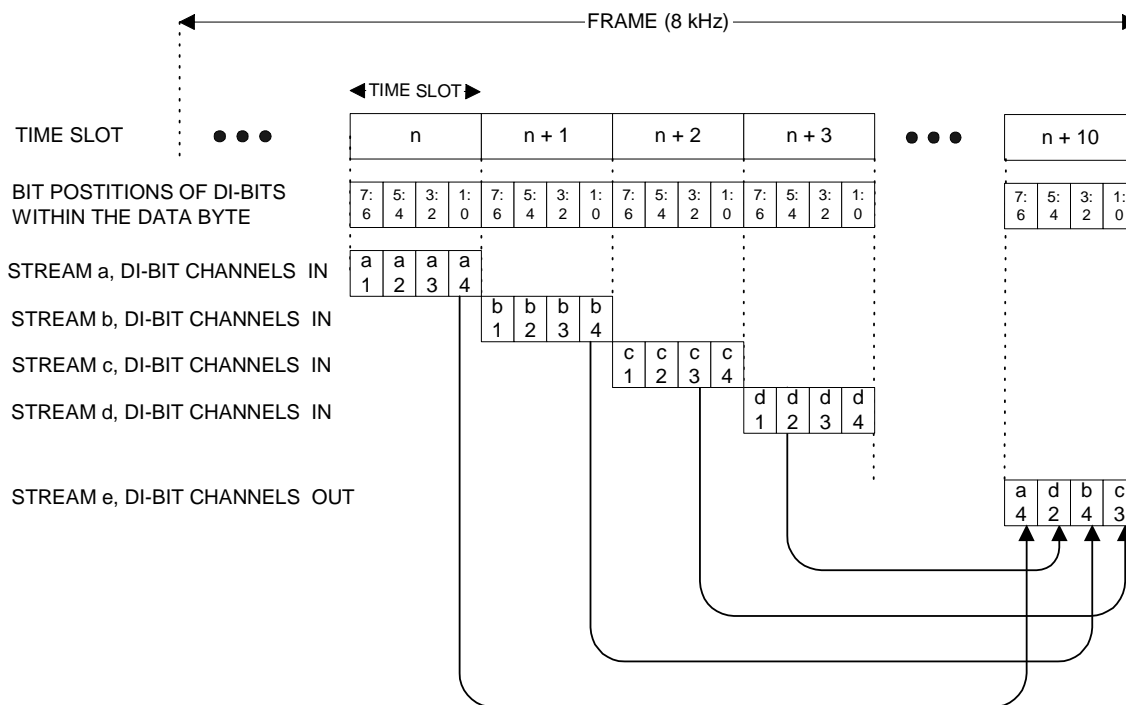 FRAME (8 kHz)
TIME SLOT
TIME SLOT n n + 1 n + 2 n + 3 n + 10
BIT POSTITIONS OF DI-BITS
WITHIN THE DATA BYTE
7: 5: 3: 1: 7: 5: 3: 1: 7: 5: 3: 1: 7: 5: 3: 1: 7: 5: 3: 1:
6 4 2 0 6 4 2 0 6 4 2 0 6 4 2 0 6 4 2 0
a a a a
STREAM a, DI-BIT CHANNELS IN
1 2 3 4
b b b b
STREAM b, DI-BIT CHANNELS IN
1 2 3 4
c c c c
STREAM c, DI-BIT CHANNELS IN
1 2 3 4
d d d d
STREAM d, DI-BIT CHANNELS IN
1 2 3 4
a d b c
STREAM e, DI-BIT CHANNELS OUT
4 2 4 3